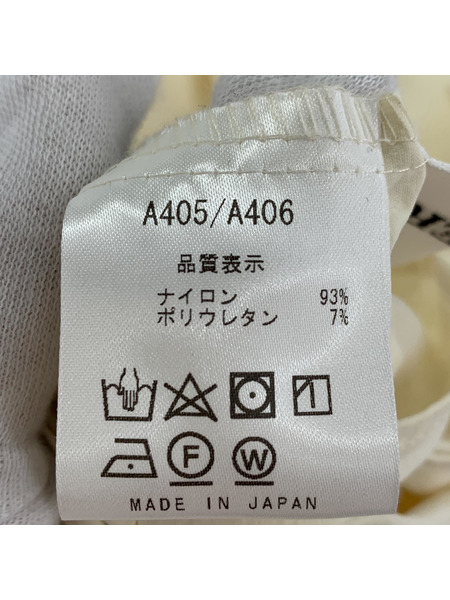 A405/A406
品質表示
ナイロン 93%
ポリウレタン 7%
F W
MADE IN JAPAN